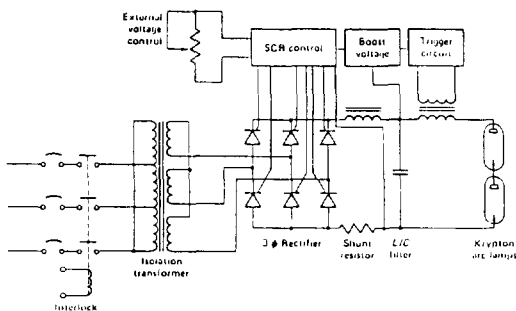 External
voltage
control
SCR control
Boost
voltage
Trigger
circuit
Isolation
transformer
3 φ Rectifier
Shunt
resistor
L/C
filter
Krypton
arc lamps
Interlock